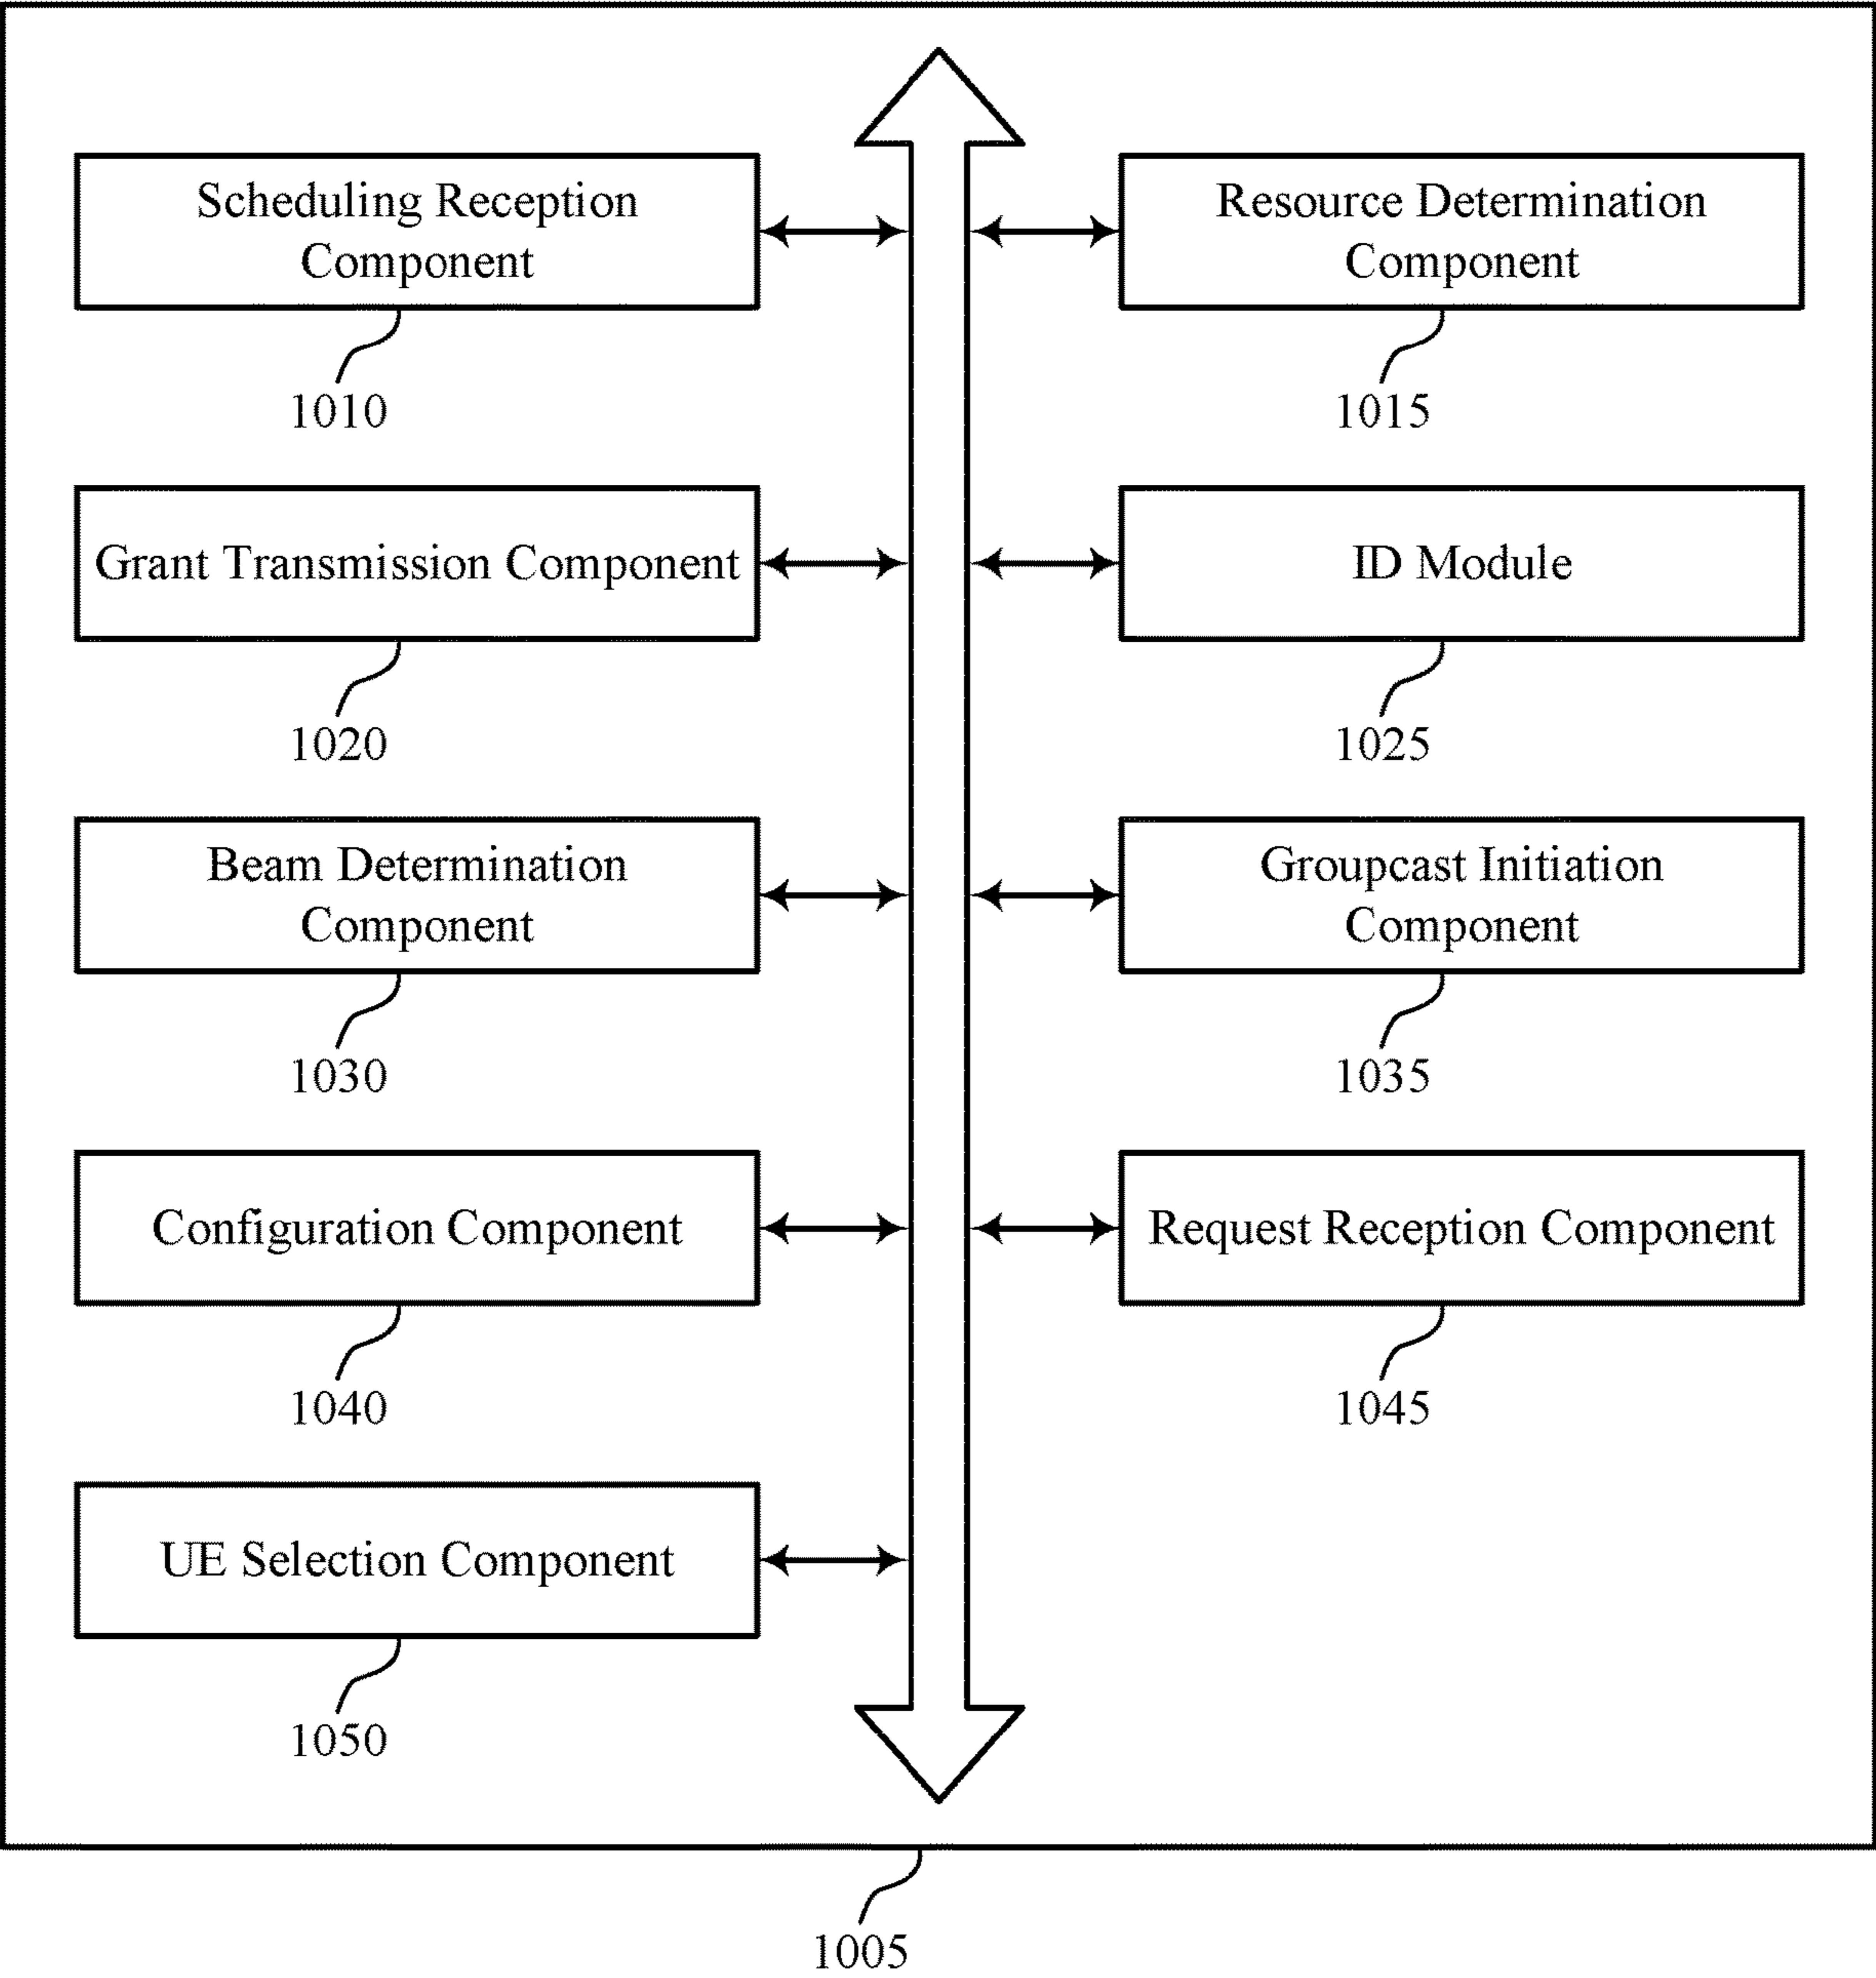 Scheduling Reception
Component
1010
Resource Determination
Component
1015
Grant Transmission Component
1020
ID Module
1025
Beam Determination
Component
1030
Groupcast Initiation
Component
1035
Configuration Component
1040
Request Reception Component
1045
UE Selection Component
1050
1005